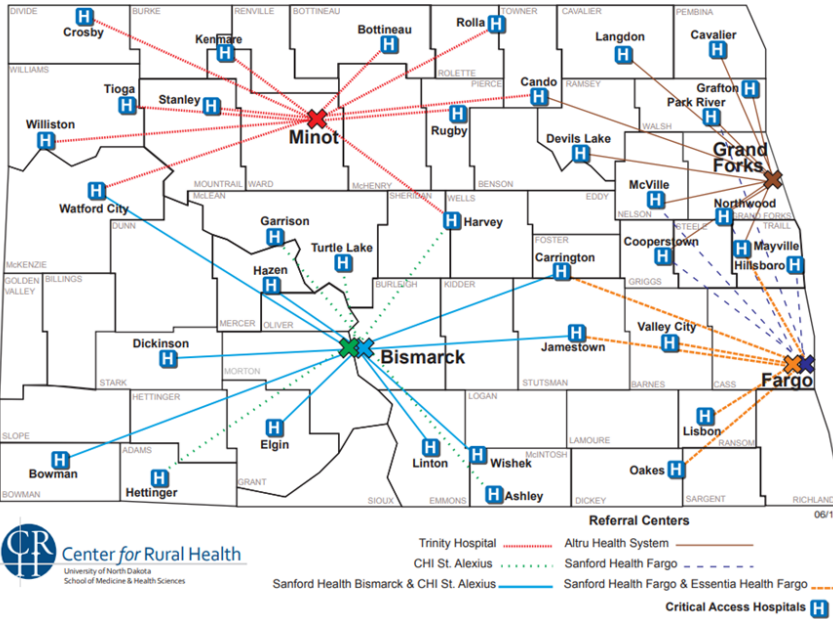 DIVIDE
BURKE
RENVILLE
BOTTINEAU
TOWNER
CAVALIER
PEMBINA
Crosby
Kenmare
Bottineau
Rolla
Langdon
Cavalier
WILLIAMS
ROLETTE
PIERCE
RAMSEY
Tioga
Stanley
Cando
Grafton
Park River
Williston
Minot
Rugby
WALSH
Devils Lake
Grand
Forks
MOUNTRAIL
WARD
McHENRY
BENSON
McVille
Watford City
McLEAN
SHERIDAN
WELLS
EDDY
NELSON
Northwood
GRAND FORKS
DUNN
Garrison
Harvey
STEELE
TRAILL
Turtle Lake
FOSTER
Cooperstown
Mayville
McKENZIE
Hazen
Carrington
Hillsboro
GOLDEN
VALLEY
BILLINGS
BURLEIGH
KIDDER
GRIGGS
MERCER
OLIVER
Dickinson
Bismarck
Jamestown
Valley City
STARK
MORTON
STUTSMAN
BARNES
CASS
Fargo
HETTINGER
LOGAN
SLOPE
Elgin
Lisbon
ADAMS
LAMOURE
RANSOM
Bowman
Linton
Wishek
McINTOSH
Oakes
BOWMAN
Hettinger
GRANT
SIOUX
EMMONS
Ashley
DICKEY
SARGENT
RICHLAND
06/1
Referral Centers
Trinity Hospital
Altru Health System
CHI St. Alexius
Sanford Health Fargo
Sanford Health Bismarck & CHI St. Alexius
Sanford Health Fargo & Essentia Health Fargo
Critical Access Hospitals H
CRH
Center for Rural Health
University of North Dakota
School of Medicine & Health Sciences